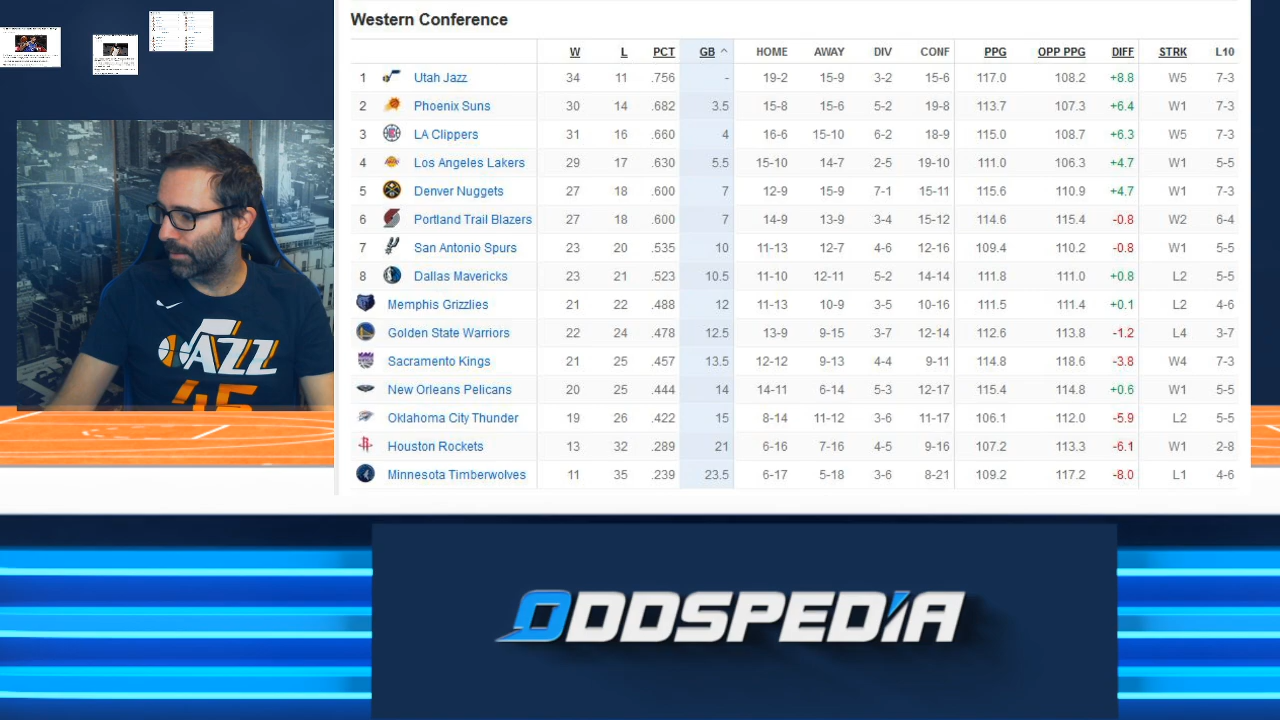 Western Conference
W L PCT GB HOME AWAY DIV CONF PPG OPP PPG DIFF STRK L10
1 Utah Jazz 34 11 .756 - 19-2 15-9 3-2 15-6 117.0 108.2 +8.8 W5 7-3
2 Phoenix Suns 30 14 .682 3.5 15-8 15-6 5-2 19-8 113.7 107.3 +6.4 W1 7-3
3 LA Clippers 31 16 .660 4 16-6 15-10 6-2 18-9 115.0 108.7 +6.3 W5 7-3
4 Los Angeles Lakers 29 17 .630 5.5 15-10 14-7 2-5 19-10 111.0 106.3 +4.7 W1 5-5
5 Denver Nuggets 27 18 .600 7 12-9 15-9 7-1 15-11 115.6 110.9 +4.7 W1 7-3
6 Portland Trail Blazers 27 18 .600 7 14-9 13-9 3-4 15-12 114.6 115.4 -0.8 W2 6-4
7 San Antonio Spurs 23 20 .535 10 11-13 12-7 4-6 12-16 109.4 110.2 -0.8 W1 5-5
8 Dallas Mavericks 23 21 .523 10.5 11-10 12-11 5-2 14-14 111.8 111.0 +0.8 L2 5-5
Memphis Grizzlies 21 22 .488 12 11-13 10-9 3-5 10-16 111.5 111.4 +0.1 L2 4-6
Golden State Warriors 22 24 .478 12.5 13-9 9-15 3-7 12-14 112.6 113.8 -1.2 L4 3-7
Sacramento Kings 21 25 .457 13.5 12-12 9-13 4-4 9-17 114.8 118.6 -3.8 W4 7-3
New Orleans Pelicans 20 25 .444 14 14-11 6-14 5-5 12-17 115.4 114.8 +0.6 W1 5-5
Oklahoma City Thunder 19 26 .422 15 8-14 11-12 3-6 12-15 106.1 112.0 -5.9 L2 5-5
Houston Rockets 13 32 .289 21 6-16 7-16 4-5 9-16 107.2 113.3 -6.1 W1 2-8
Minnesota Timberwolves 11 35 .239 23.5 6-17 5-18 3-6 8-21 109.2 117.2 -8.0 L1 4-6
JAZZ
45
ODDSPEDIA